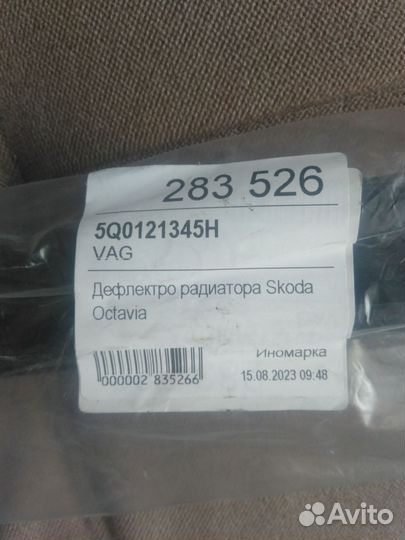 283 526
5Q0121345H
VAG
Дефлектро радиатора Skoda
Octavia
Иномарка
000002 835266
15.08.2023 09:48
Avito